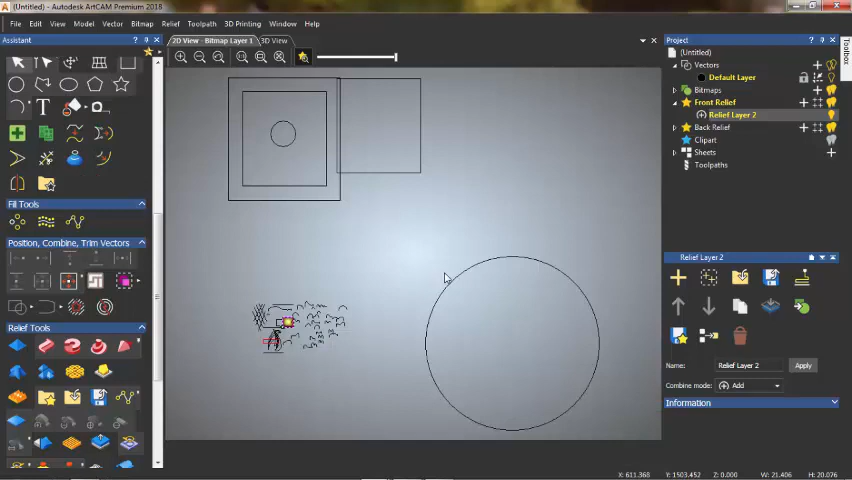 (Untitled) - Autodesk ArtCAM Premium 2018
File Edit View Model Vector Bitmap Relief Toolpath 3D Printing Window Help
Assistant
2D View - Bitmap Layer 1 3D View
Project
Toolbox
(Untitled)
Vectors
Default Layer
Bitmaps
Front Relief
Relief Layer 2
Back Relief
Clipart
Sheets
Toolpaths
Fill Tools
Position, Combine, Trim Vectors
Relief Tools
Relief Layer 2
Name: Relief Layer 2 Apply
Combine mode: Add
Information
X: 611.368 Y: 1503.452 Z: 0.000 W: 21.406 H: 20.076